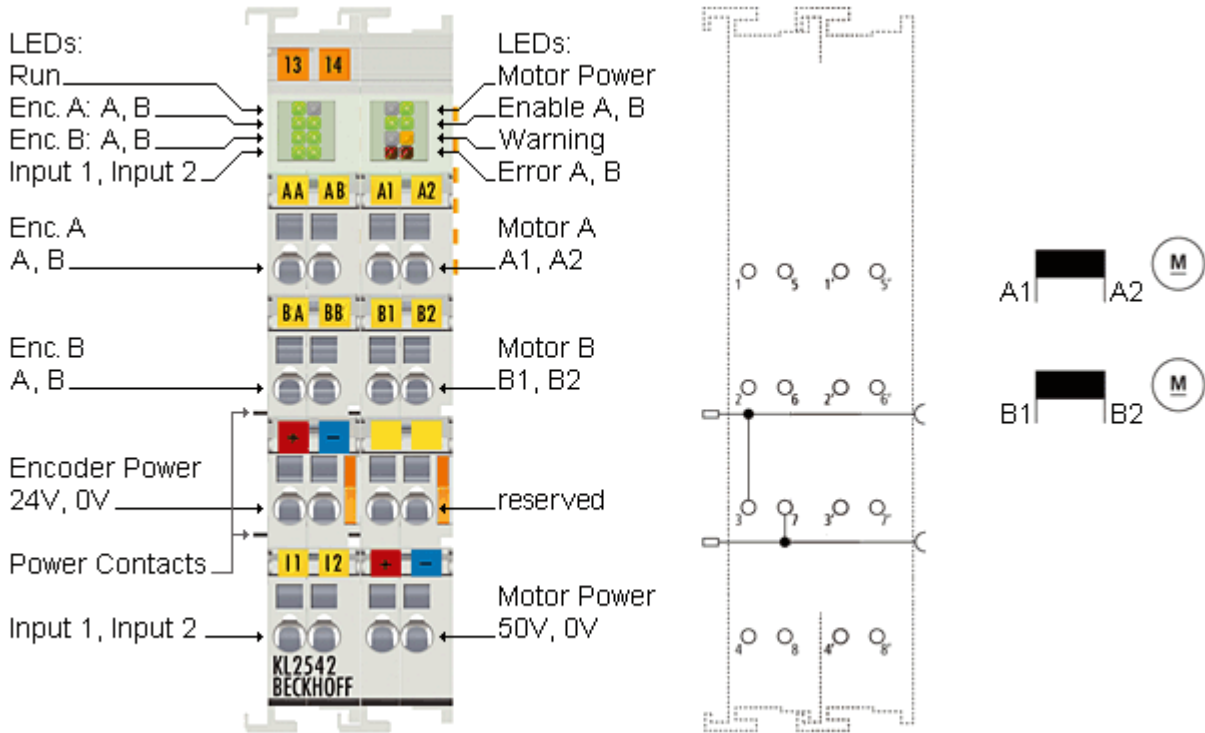 LEDs:
Run
Enc. A: A, B
Enc. B: A, B
Input 1, Input 2
Enc. A
A, B
Enc. B
A, B
Encoder Power
24V, 0V
Power Contacts
Input 1, Input 2
13 14
AA AB A1 A2
BA BB B1 B2
+ -
I1 I2 + -
KL2542
BECKHOFF
LEDs:
Motor Power
Enable A, B
Warning
Error A, B
Motor A
A1, A2
Motor B
B1, B2
reserved
Motor Power
50V, 0V
1 5 1' 5'
2 6 2' 6'
3 7 3' 7'
4 8 4' 8'
M
A1 A2
M
B1 B2